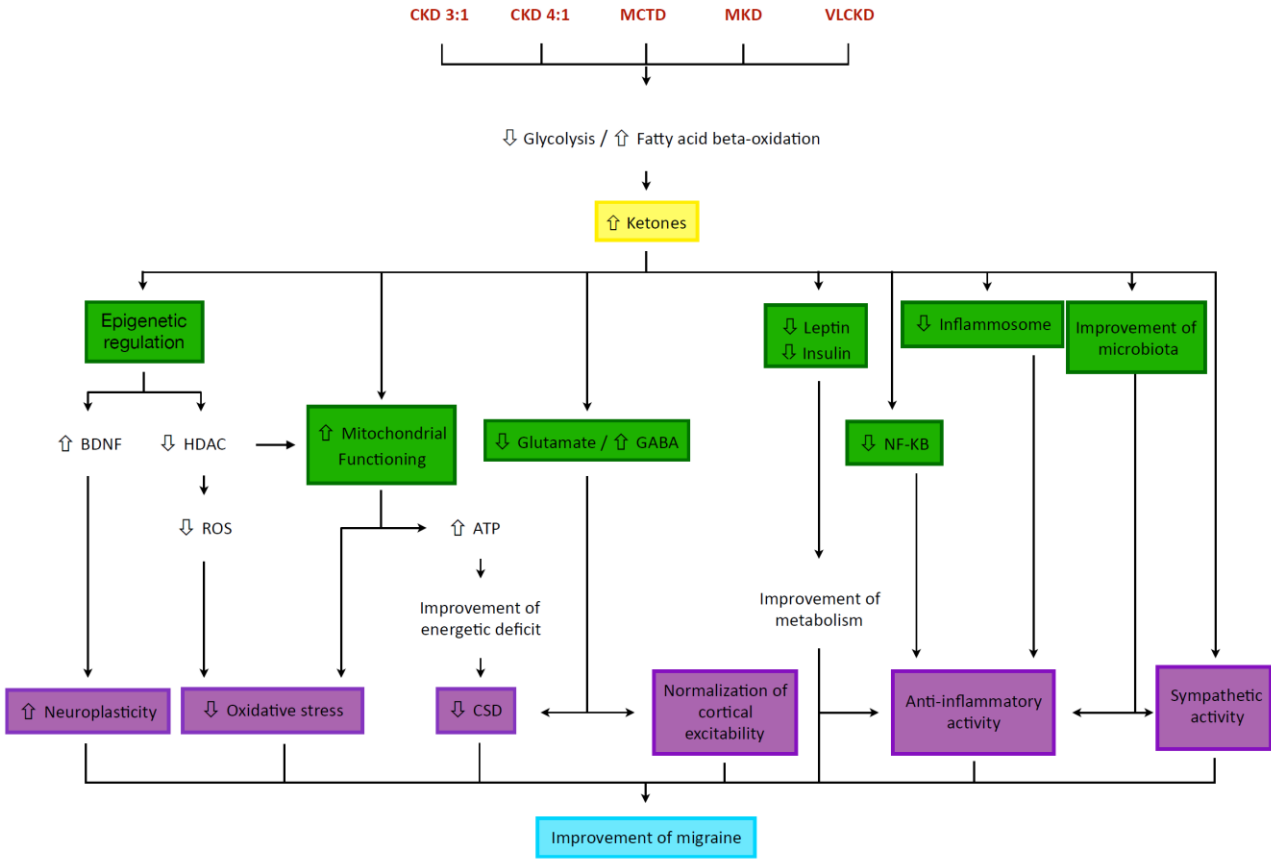 CKD 3:1 CKD 4:1 MCTD MKD VLCKD
⇩ Glycolysis / ⇧ Fatty acid beta-oxidation
⇧ Ketones
Epigenetic
regulation
⇩ Leptin
⇩ Insulin
⇩ Inflammosome
Improvement of
microbiota
⇧ BDNF
⇩ HDAC
⇧ Mitochondrial
Functioning
⇩ Glutamate / ⇧ GABA
⇩ NF-KB
⇩ ROS
⇧ ATP
Improvement of
energetic deficit
Improvement of
metabolism
⇧ Neuroplasticity
⇩ Oxidative stress
⇩ CSD
Normalization of
cortical
excitability
Anti-inflammatory
activity
Sympathetic
activity
Improvement of migraine